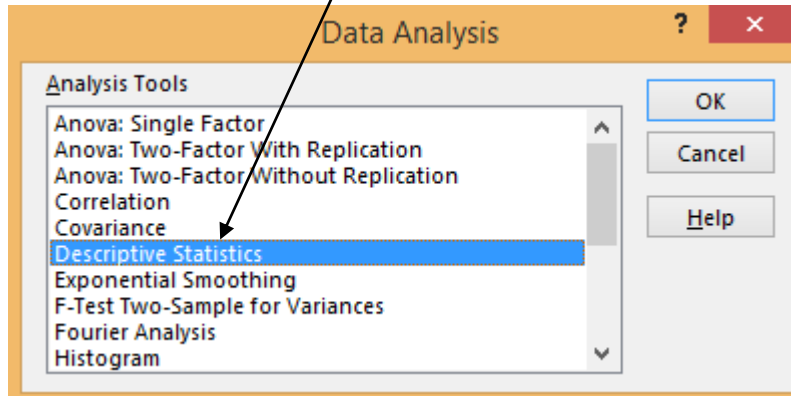 Data Analysis
?
×
Analysis Tools
Anova: Single Factor
Anova: Two-Factor With Replication
Anova: Two-Factor Without Replication
Correlation
Covariance
Descriptive Statistics
Exponential Smoothing
F-Test Two-Sample for Variances
Fourier Analysis
Histogram
OK
Cancel
Help